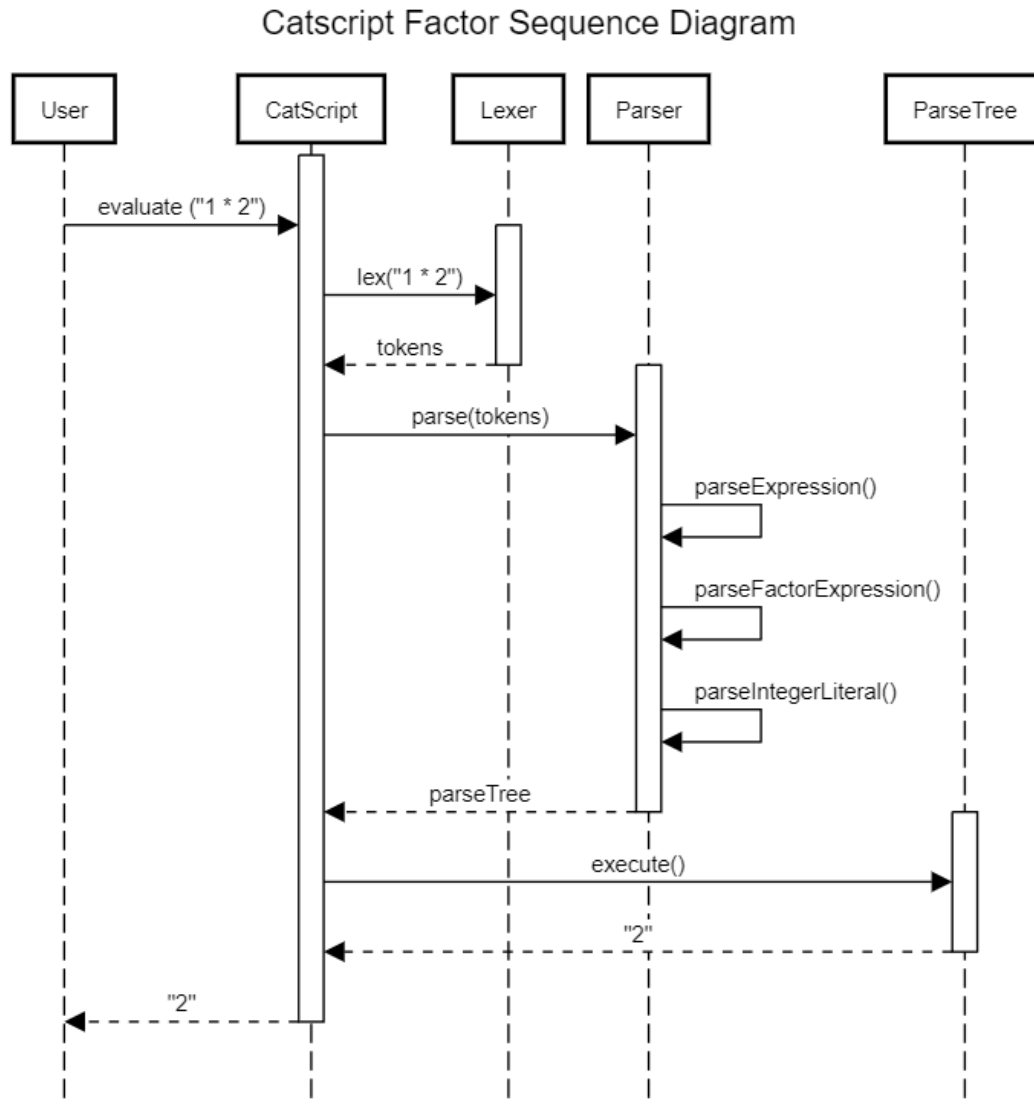 Catscript Factor Sequence Diagram
User
CatScript
Lexer
Parser
ParseTree
evaluate ("1 * 2")
lex("1 * 2")
tokens
parse(tokens)
parseExpression()
parseFactorExpression()
parseIntegerLiteral()
parseTree
execute()
"2"
"2"